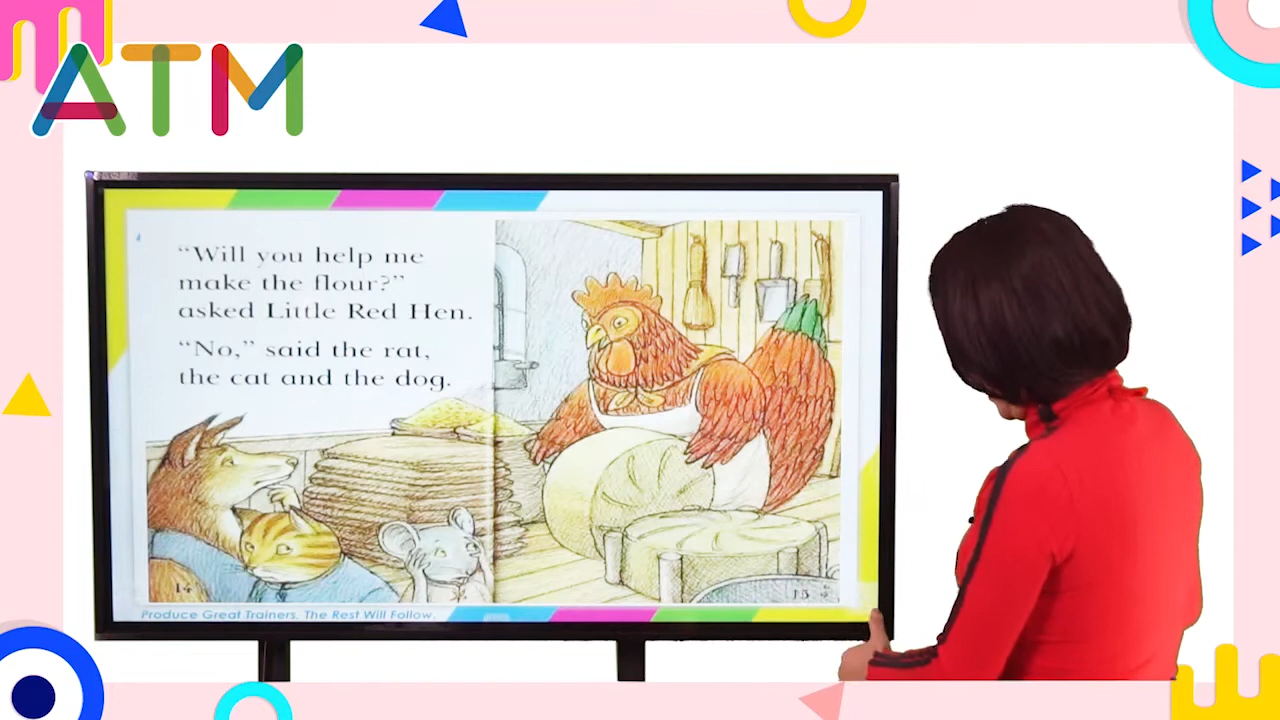 ATM
“Will you help me
make the flour?”
asked Little Red Hen.
“No,” said the rat,
the cat and the dog.
14
Produce Great Trainers. The Rest Will Follow.